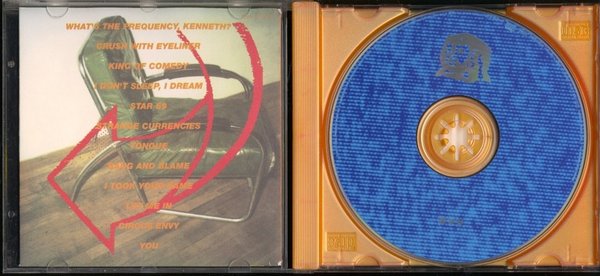 WHAT'S THE FREQUENCY, KENNETH?
CRUSH WITH EYELINER
KING OF COMEDY
I DON'T SLEEP, I DREAM
STAR 69
STRANGE CURRENCIES
TONGUE
BANG AND BLAME
I TOOK YOUR NAME
LET ME IN
CIRCUS ENVY
YOU